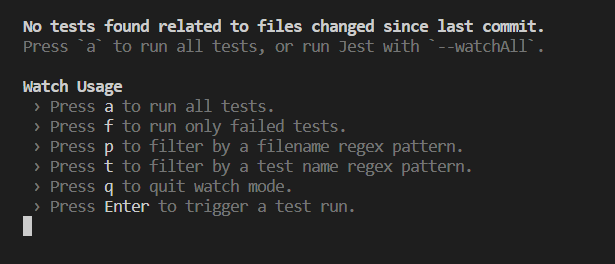 No tests found related to files changed since last commit.
Press `a` to run all tests, or run Jest with `--watchAll`.
Watch Usage
› Press a to run all tests.
› Press f to run only failed tests.
› Press p to filter by a filename regex pattern.
› Press t to filter by a test name regex pattern.
› Press q to quit watch mode.
› Press Enter to trigger a test run.